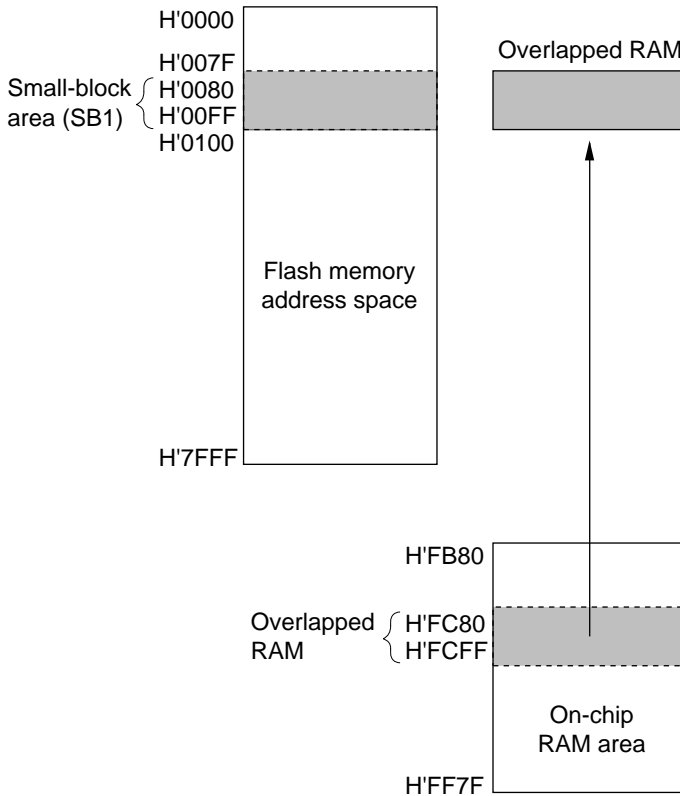 H'0000
H'007F
Small-block
area (SB1)
H'0080
H'00FF
H'0100
Overlapped RAM
Flash memory
address space
H'7FFF
H'FB80
Overlapped
RAM
H'FC80
H'FCFF
On-chip
RAM area
H'FF7F